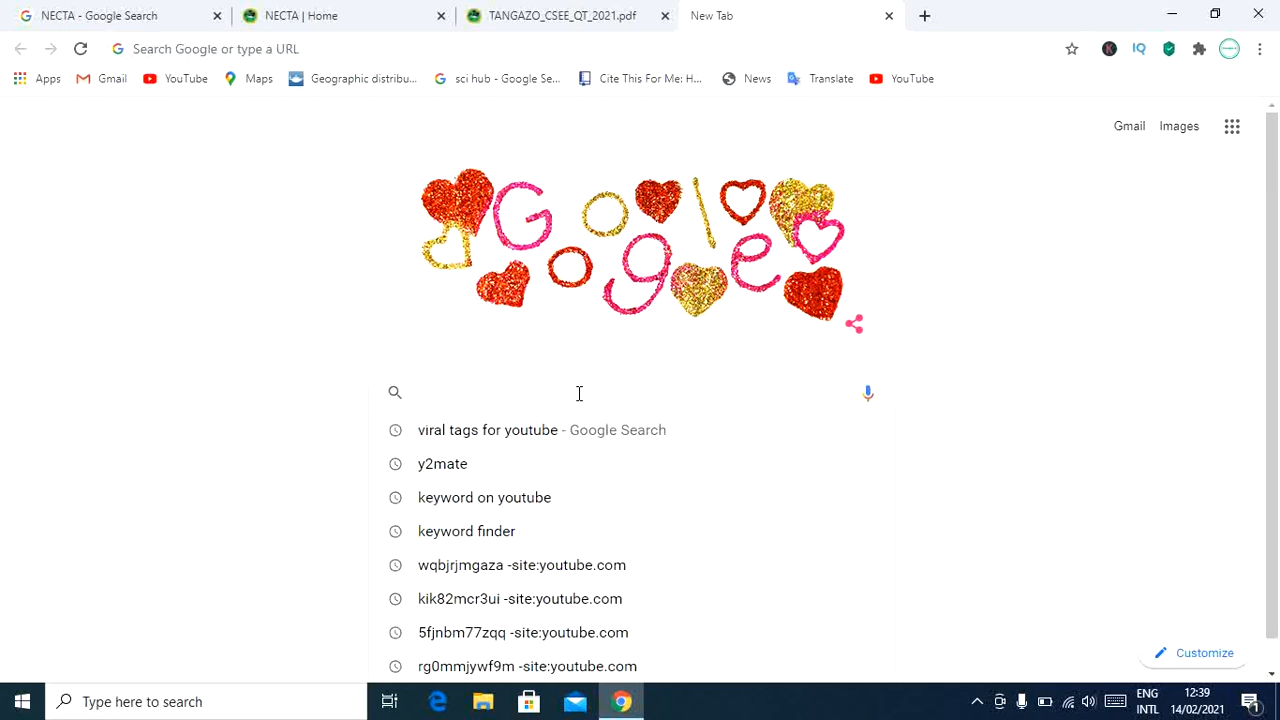 NECTA - Google Search
NECTA | Home
TANGAZO_CSEE_QT_2021.pdf
New Tab
Search Google or type a URL
K
IQ
Apps
Gmail
YouTube
Maps
Geographic distribu...
sci hub - Google Se...
Cite This For Me: H...
News
Translate
YouTube
Gmail
Images
Google
viral tags for youtube - Google Search
y2mate
keyword on youtube
keyword finder
wqbjrjmgaza -site:youtube.com
kik82mcr3ui -site:youtube.com
5fjnbm77zqq -site:youtube.com
rg0mmjywf9m -site:youtube.com
Customize
Type here to search
ENG
INTL
12:39
14/02/2021
1